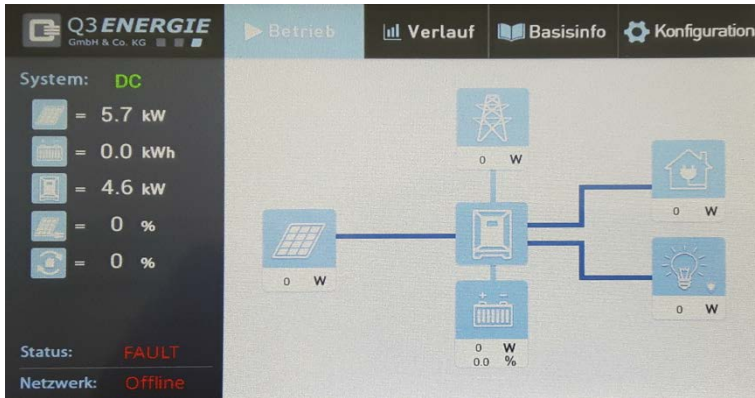 Q3 ENERGIE
GmbH & Co. KG
Betrieb
Verlauf
Basisinfo
Konfiguration
System: DC
= 5.7 kW
= 0.0 kWh
= 4.6 kW
= 0 %
= 0 %
Status: FAULT
Netzwerk: Offline
0 W
0 W
0 W
0 W
0 W
0.0 %